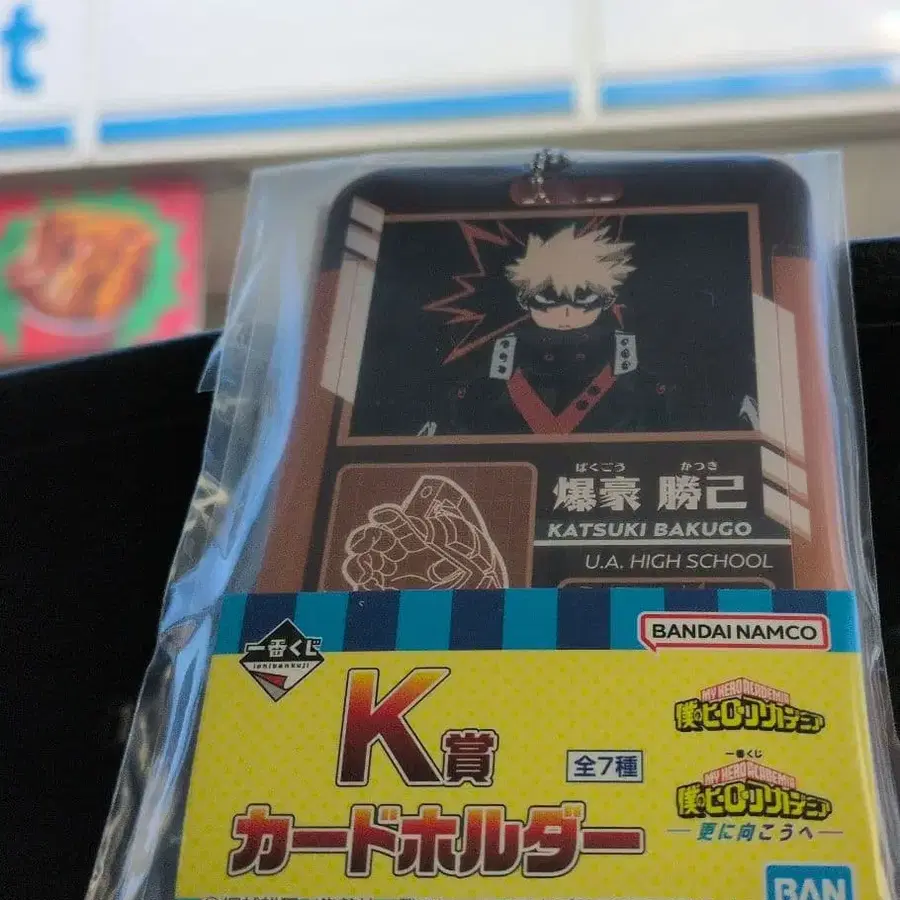 t
ばくごう かつき
爆豪 勝己
KATSUKI BAKUGO
U.A. HIGH SCHOOL
BANDAI NAMCO
一番くじ
ichibankuji
K賞
全7種
カードホルダー
MY HERO ACADEMIA
僕のヒーローアカデミア
一番くじ
MY HERO ACADEMIA
僕のヒーローアカデミア
―更に向こうへ―
BAN